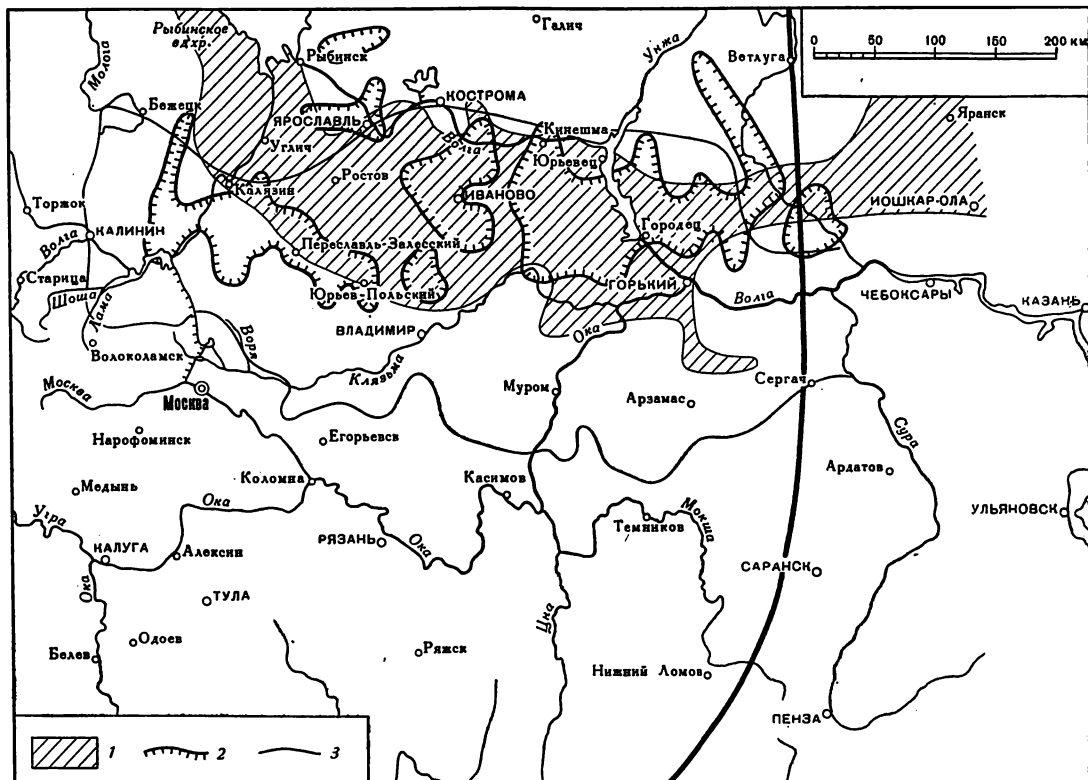 Рыбинское
вдхр.
Галич
Рыбинск
Молога
Унжа
Ветлуга
0 50 100 200 км
Бежецк
КОСТРОМА
ЯРОСЛАВЛЬ
Волга
Кинешма
Яранск
Углич
Юрьевец
Калязин
Ростов
ИВАНОВО
Торжок
ЙОШКАР-ОЛА
КАЛИНИН
Городец
Волга
Переславль-Залесский
Старица
Юрьев-Польский
ГОРЬКИЙ
Волга
ЧЕБОКСАРЫ
КАЗАНЬ
Шоша
Лама
ВЛАДИМИР
Ока
Воря
Волоколамск
Клязьма
Москва
Москва
Муром
Арзамас
Сергач
Нарофоминск
Егорьевск
Сура
Ардатов
Коломна
Касимов
Медынь
Ока
Мокша
Темников
УЛЬЯНОВСК
Угра
РЯЗАНЬ
Ока
КАЛУГА
Алексин
САРАНСК
Ока
ТУЛА
Цна
Одоев
Белев
Ряжск
Нижний Ломов
ПЕНЗА
1 2 3